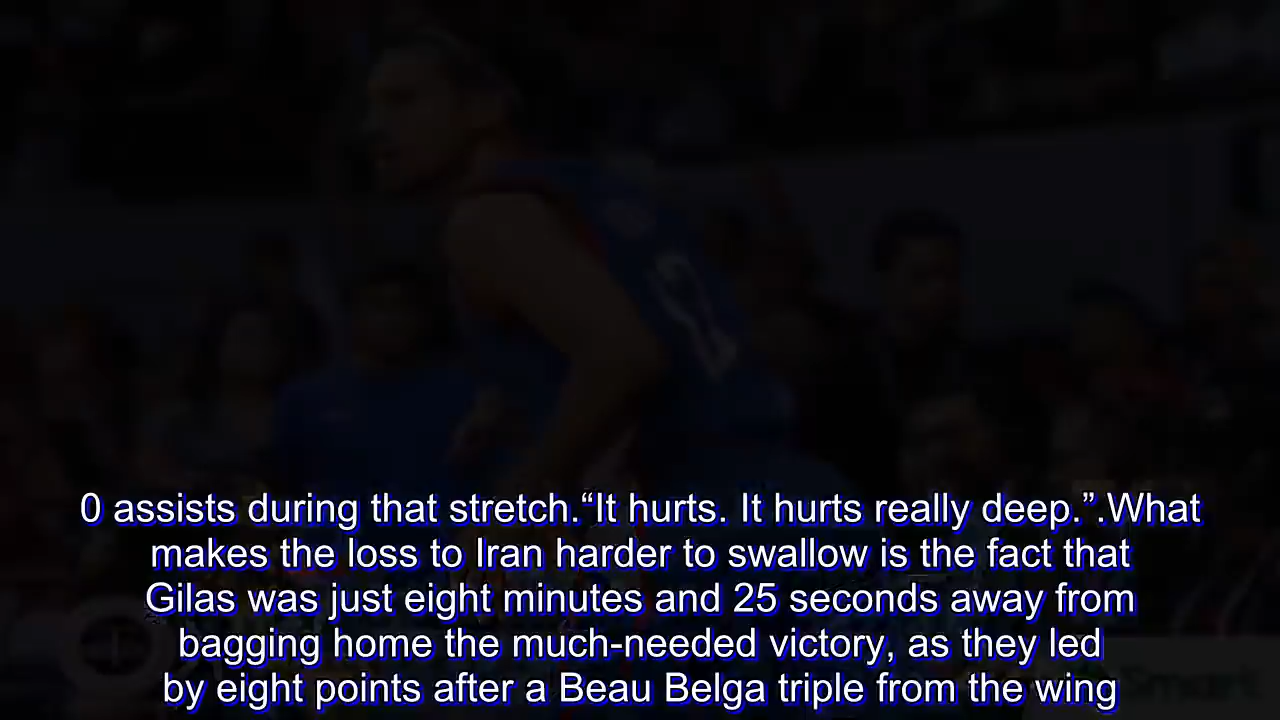 0 assists during that stretch.“It hurts. It hurts really deep.”.What
makes the loss to Iran harder to swallow is the fact that
Gilas was just eight minutes and 25 seconds away from
bagging home the much-needed victory, as they led
by eight points after a Beau Belga triple from the wing
Smart